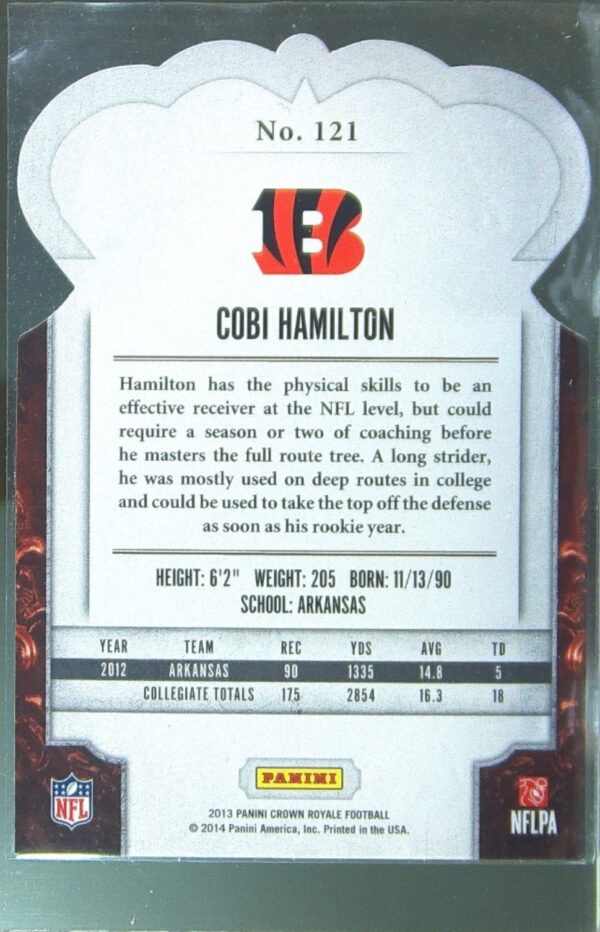 No. 121
B
COBI HAMILTON
Hamilton has the physical skills to be an
effective receiver at the NFL level, but could
require a season or two of coaching before
he masters the full route tree. A long strider,
he was mostly used on deep routes in college
and could be used to take the top off the defense
as soon as his rookie year.
HEIGHT: 6'2" WEIGHT: 205 BORN: 11/13/90
SCHOOL: ARKANSAS
YEAR TEAM REC YDS AVG TD
2012 ARKANSAS 90 1335 14.8 5
COLLEGIATE TOTALS 175 2854 16.3 18
PANINI
NFL
NFLPA
2013 PANINI CROWN ROYALE FOOTBALL
© 2014 Panini America, Inc. Printed in the USA.